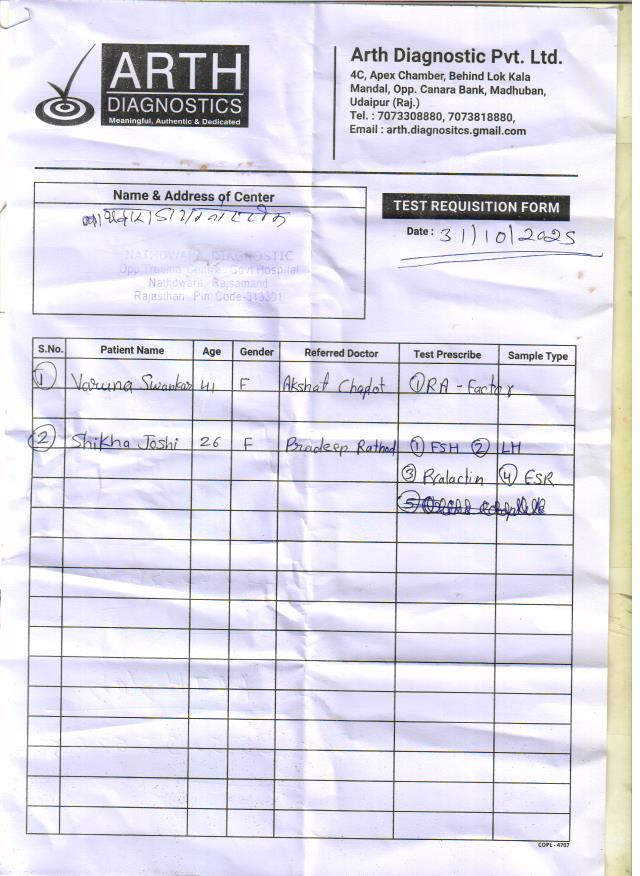 ARTH
DIAGNOSTICS
Meaningful, Authentic & Dedicated
Arth Diagnostic Pvt. Ltd.
4C, Apex Chamber, Behind Lok Kala
Mandal, Opp. Canara Bank, Madhuban,
Udaipur (Raj.)
Tel. : 7073308880, 7073818880,
Email : arth.diagnositcs.gmail.com
Name & Address of Center
NATHDWARA DIAGNOSTIC
Opp Trauma Centre, Govt Hospital
Nathdwara, Rajsamand
Rajasthan Pin Code-313301
TEST REQUISITION FORM
Date : 31/10/2025
S.No. Patient Name Age Gender Referred Doctor Test Prescribe Sample Type
① Varuna Swankar 41 F Akshat Chapot ① RA - Factor
② Shikha Joshi 26 F Pradeep Rathod ① FSH ② LH
③ Pralactin ④ ESR
⑤
COPL - 4707